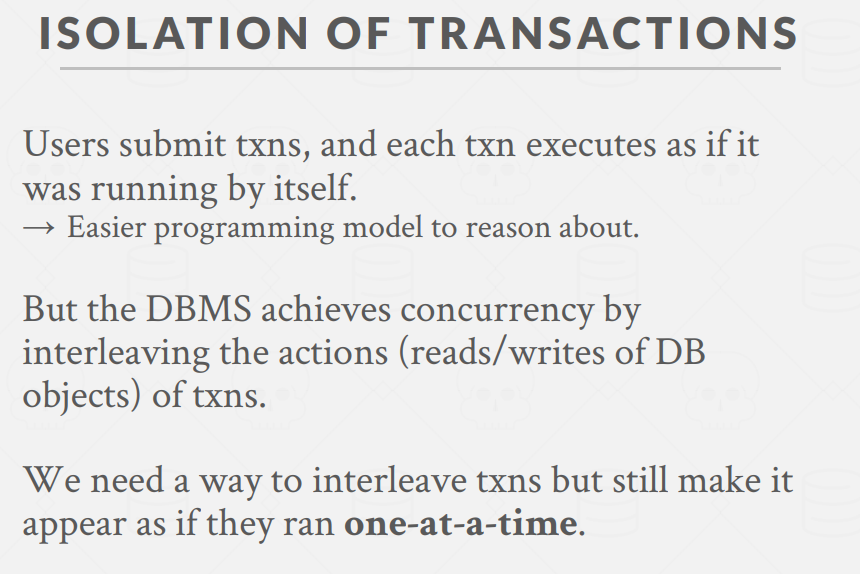 ISOLATION OF TRANSACTIONS
Users submit txns, and each txn executes as if it
was running by itself.
→ Easier programming model to reason about.
But the DBMS achieves concurrency by
interleaving the actions (reads/writes of DB
objects) of txns.
We need a way to interleave txns but still make it
appear as if they ran one-at-a-time.